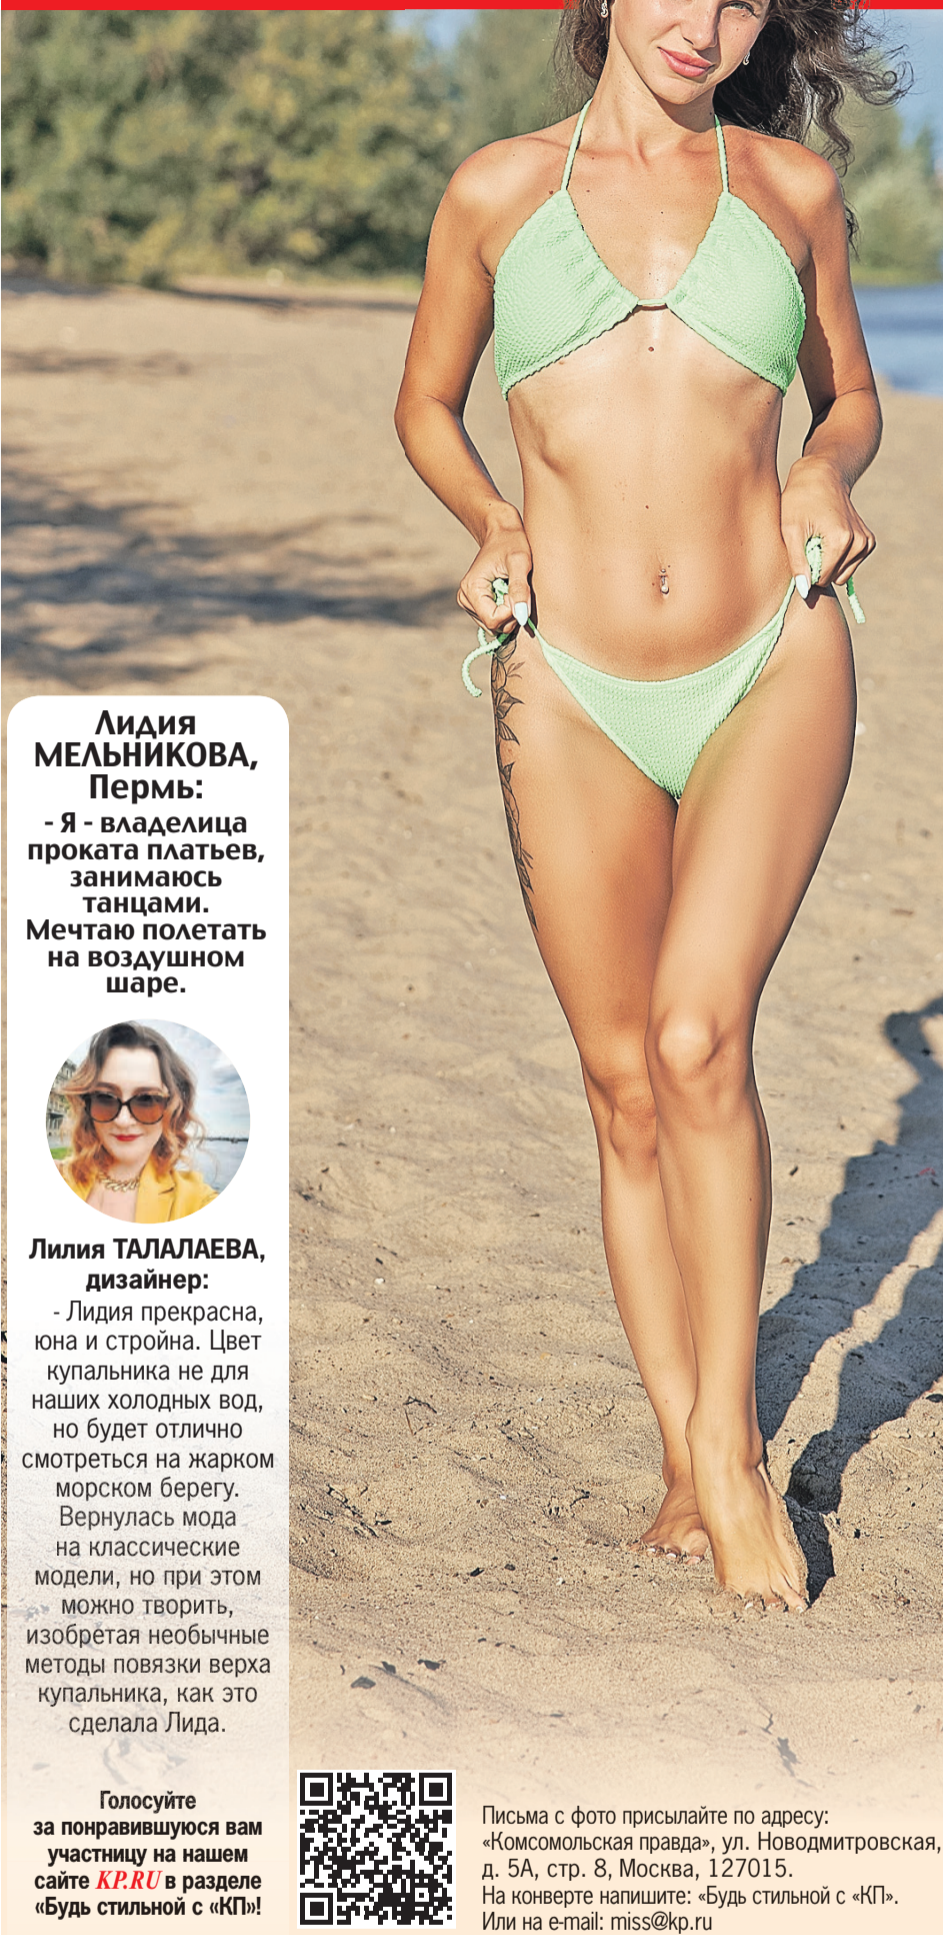 Лидия
МЕЛЬНИКОВА,
Пермь:
- Я - владелица
проката платьев,
занимаюсь
танцами.
Мечтаю полетать
на воздушном
шаре.
Лилия ТАЛАЛАЕВА,
дизайнер:
- Лидия прекрасна,
юна и стройна. Цвет
купальника не для
наших холодных вод,
но будет отлично
смотреться на жарком
морском берегу.
Вернулась мода
на классические
модели, но при этом
можно творить,
изобретая необычные
методы повязки верха
купальника, как это
сделала Лида.
Голосуйте
за понравившуюся вам
участницу на нашем
сайте KP.RU в разделе
«Будь стильной с «КП»!
Письма с фото присылайте по адресу:
«Комсомольская правда», ул. Новодмитровская,
д. 5А, стр. 8, Москва, 127015.
На конверте напишите: «Будь стильной с «КП».
Или на e-mail: miss@kp.ru